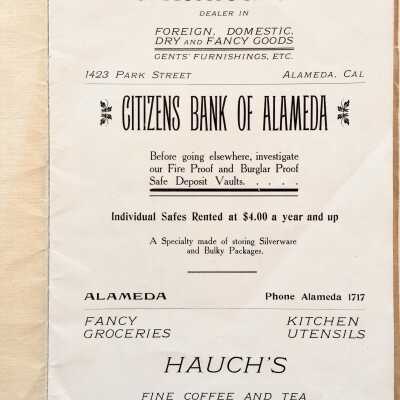 DEALER IN
FOREIGN, DOMESTIC,
DRY AND FANCY GOODS
GENTS' FURNISHINGS, ETC.
1423 PARK STREET ALAMEDA, CAL
CITIZENS BANK OF ALAMEDA
Before going elsewhere, investigate
our Fire Proof and Burglar Proof
Safe Deposit Vaults. . . . .
Individual Safes Rented at $4.00 a year and up
A Specialty made of storing Silverware
and Bulky Packages.
ALAMEDA Phone Alameda 1717
FANCY KITCHEN
GROCERIES UTENSILS
HAUCH'S
FINE COFFEE AND TEA